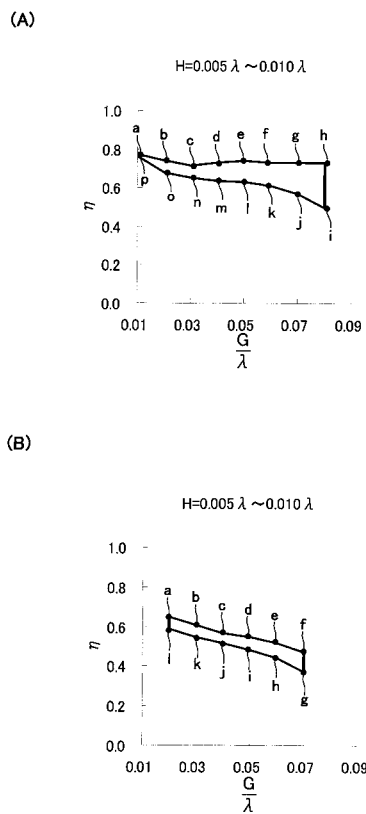 (A)
H=0.005 λ ~0.010 λ
1.0
0.8
0.6
0.4
0.2
0.0
η
a b c d e f g h
p o n m l k j i
0.01 0.03 0.05 0.07 0.09
G
λ
(B)
H=0.005 λ ~0.010 λ
1.0
0.8
0.6
0.4
0.2
0.0
η
a b c d e f
l k j i h g
0.01 0.03 0.05 0.07 0.09
G
λ